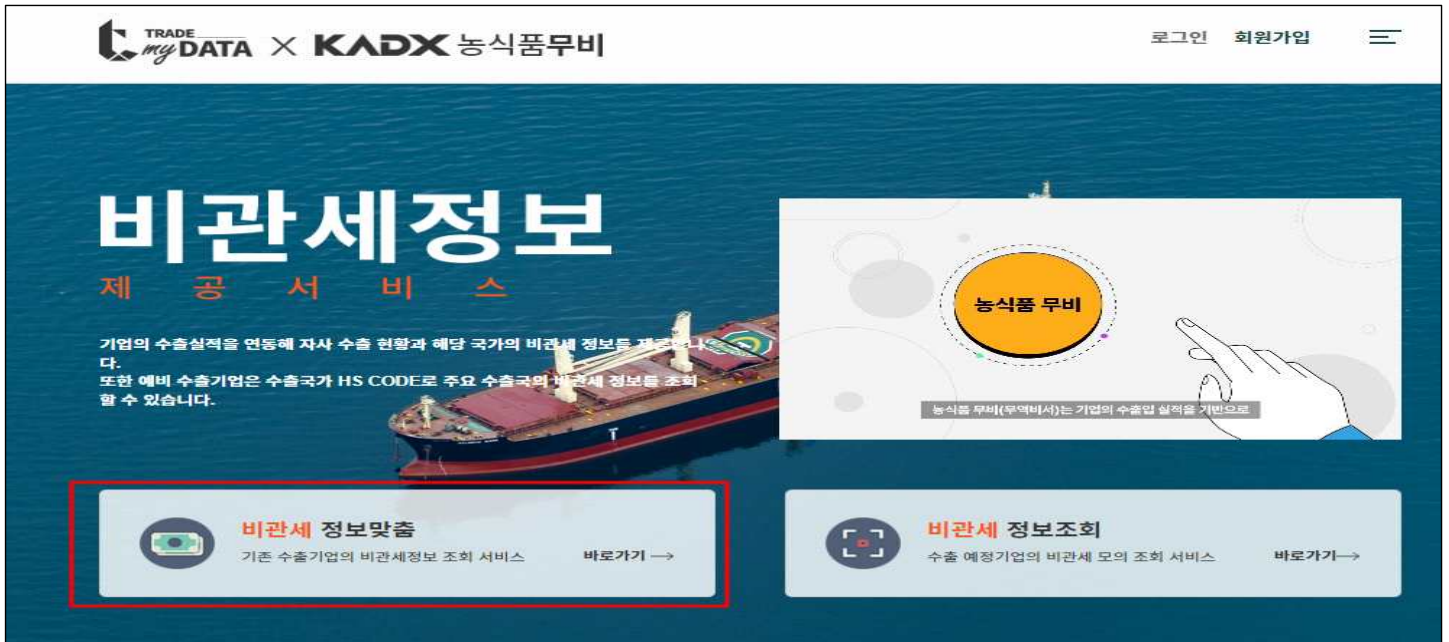 TRADE
my DATA × KADX 농식품무비
로그인 회원가입
비관세정보
제 공 서 비 스
기업의 수출실적을 연동해 자사 수출 현황과 해당 국가의 비관세 정보를 제공합니
다.
또한 예비 수출기업은 수출국가 HS CODE로 주요 수출국의 비관세 정보를 조회
할 수 있습니다.
농식품 무비
농식품 무비(무역비서)는 기업의 수출입 실적을 기반으로
비관세 정보맞춤
기존 수출기업의 비관세정보 조회 서비스 바로가기 →
비관세 정보조회
수출 예정기업의 비관세 모의 조회 서비스 바로가기→